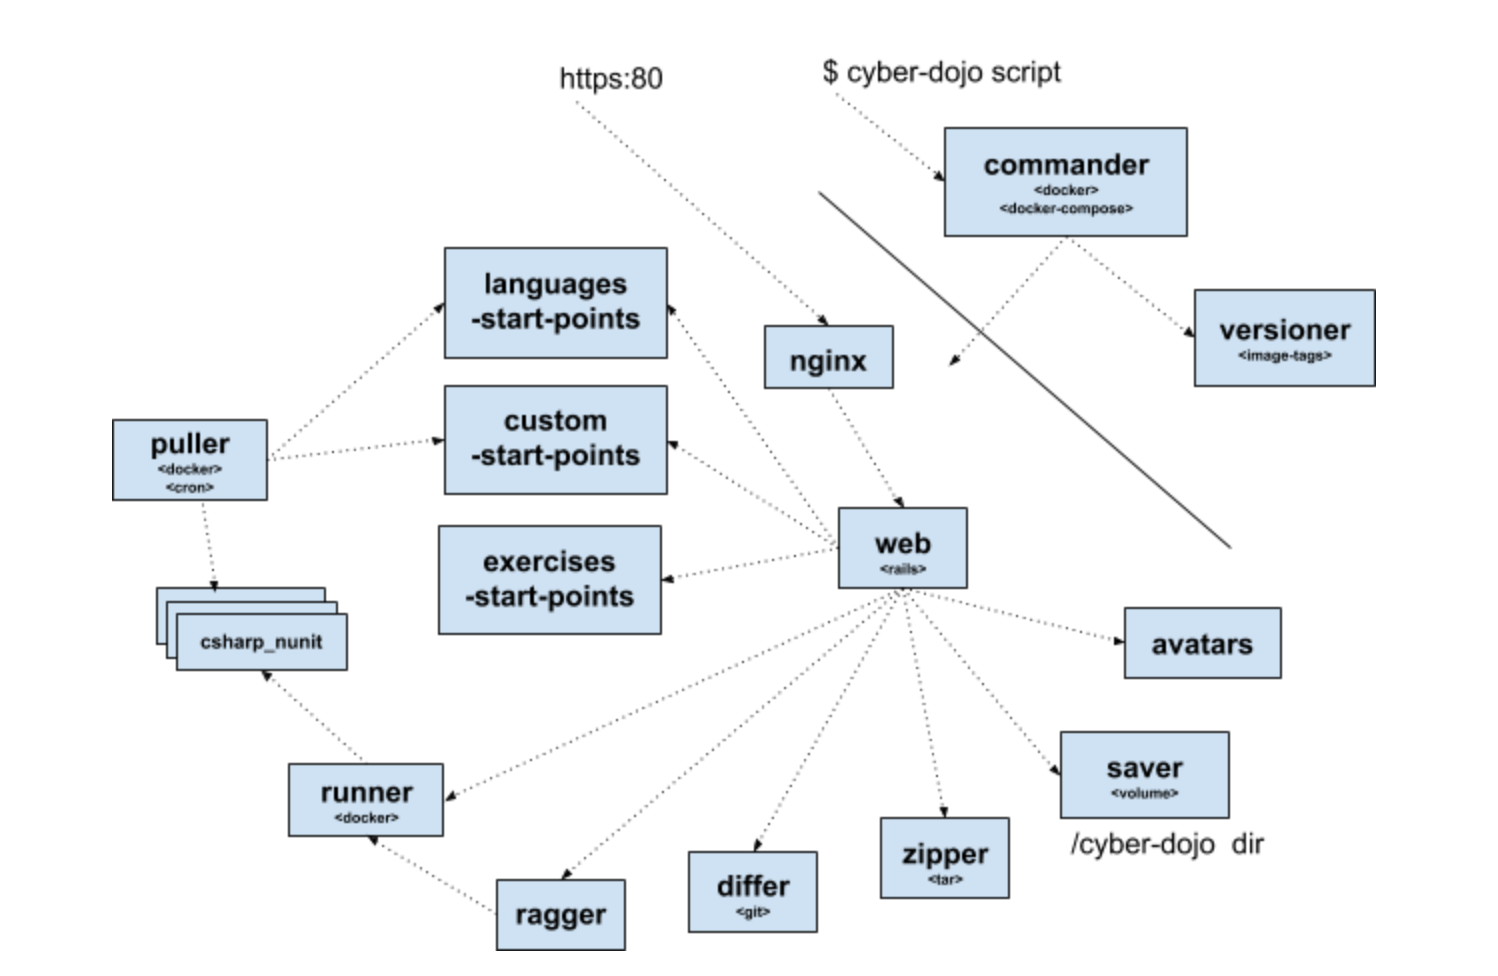 https:80
$ cyber-dojo script
commander
<docker>
<docker-compose>
languages
-start-points
versioner
<image-tags>
nginx
custom
-start-points
puller
<docker>
<cron>
web
<rails>
exercises
-start-points
csharp_nunit
avatars
saver
<volume>
/cyber-dojo dir
runner
<docker>
zipper
<tar>
differ
<git>
ragger